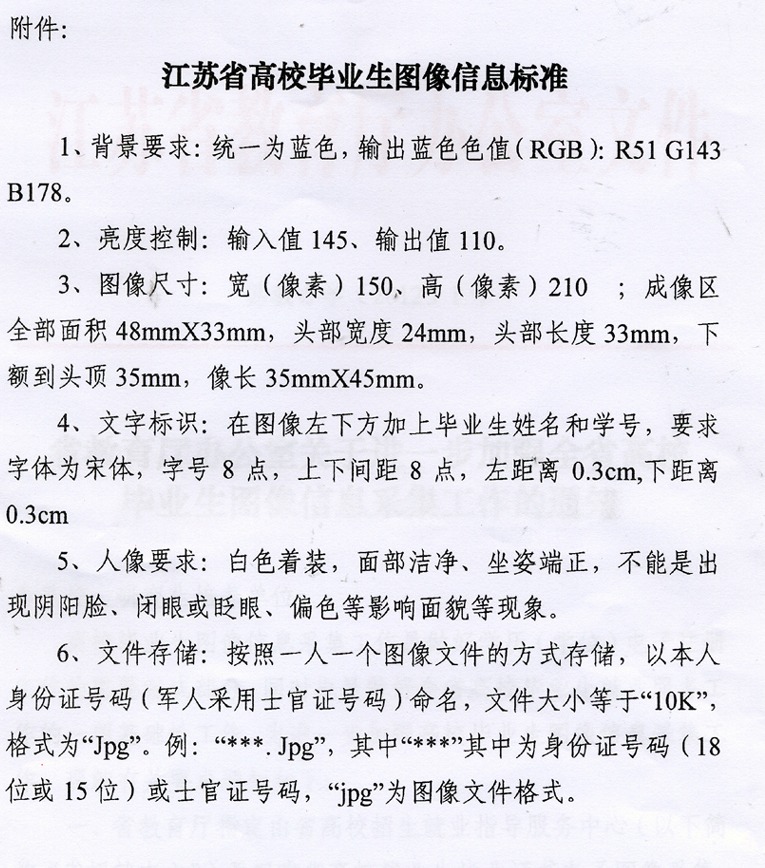 附件：
江苏省高校毕业生图像信息标准
1、背景要求：统一为蓝色，输出蓝色色值（RGB）：R51 G143
B178。
2、亮度控制：输入值 145、输出值 110。
3、图像尺寸：宽（像素）150、高（像素）210 ；成像区
全部面积 48mmX33mm，头部宽度 24mm，头部长度 33mm，下
额到头顶 35mm，像长 35mmX45mm。
4、文字标识：在图像左下方加上毕业生姓名和学号，要求
字体为宋体，字号 8 点，上下间距 8 点，左距离 0.3cm,下距离
0.3cm
5、人像要求：白色着装，面部洁净、坐姿端正，不能是出
现阴阳脸、闭眼或眨眼、偏色等影响面貌等现象。
6、文件存储：按照一人一个图像文件的方式存储，以本人
身份证号码（军人采用士官证号码）命名，文件大小等于“10K”，
格式为“Jpg”。例：“***. Jpg”，其中“***”其中为身份证号码（18
位或 15 位）或士官证号码，“jpg”为图像文件格式。